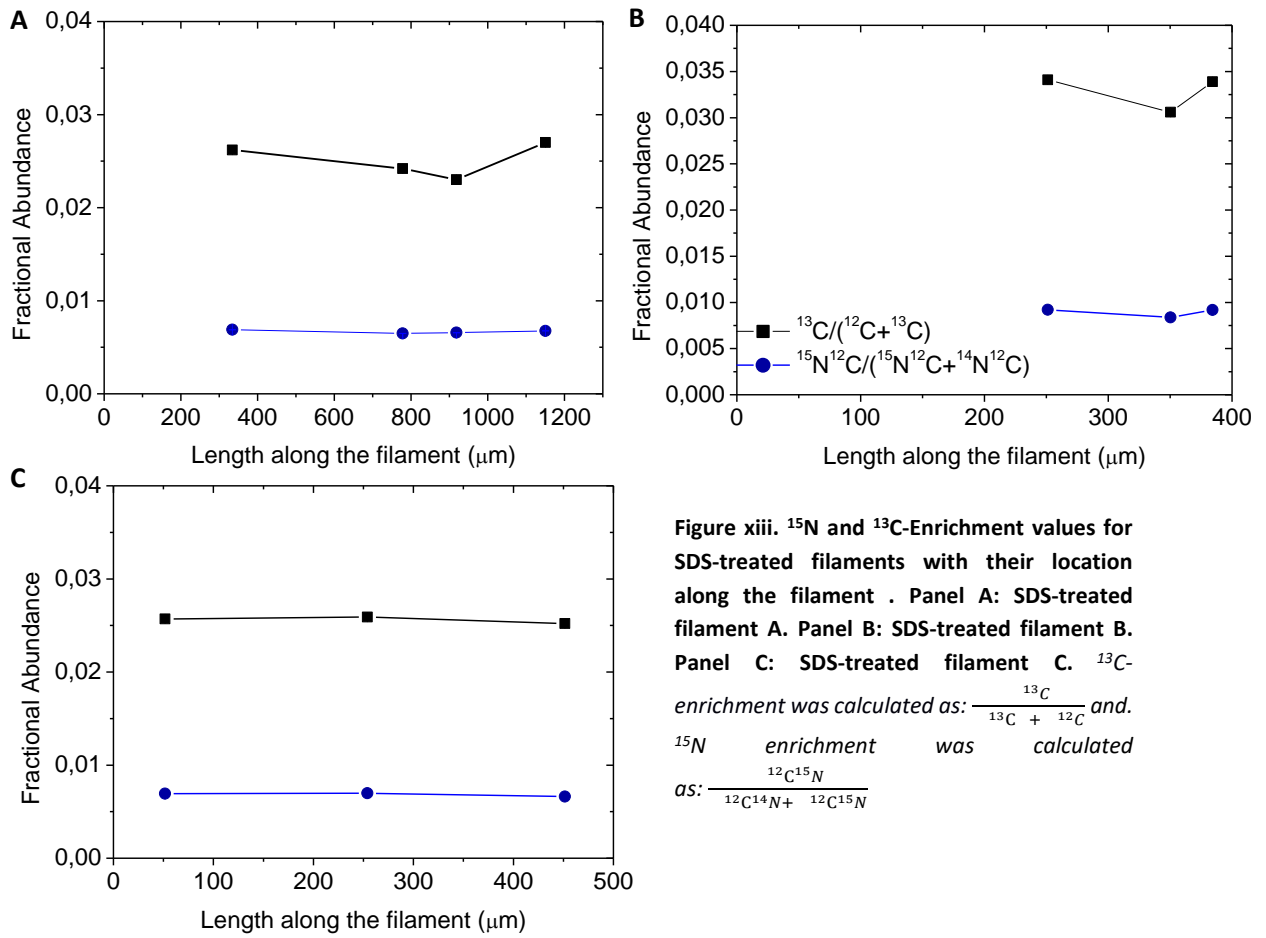 A
0,04
0,03
0,02
0,01
0,00
Fractional Abundance
0 200 400 600 800 1000 1200
Length along the filament (μm)
B
0,040
0,035
0,030
0,025
0,020
0,015
0,010
0,005
0,000
Fractional Abundance
¹³C/(¹²C+¹³C)
¹⁵N¹²C/(¹⁵N¹²C+¹⁴N¹²C)
0 100 200 300 400
Length along the filament (μm)
C
0,04
0,03
0,02
0,01
0,00
Fractional Abundance
0 100 200 300 400 500
Length along the filament (μm)
Figure xiii. ¹⁵N and ¹³C-Enrichment values for
SDS-treated filaments with their location
along the filament . Panel A: SDS-treated
filament A. Panel B: SDS-treated filament B.
Panel C: SDS-treated filament C. ¹³C-
enrichment was calculated as: ¹³C / ¹³C + ¹²C and.
¹⁵N enrichment was calculated
as: ¹²C¹⁵N / ¹²C¹⁴N+ ¹²C¹⁵N